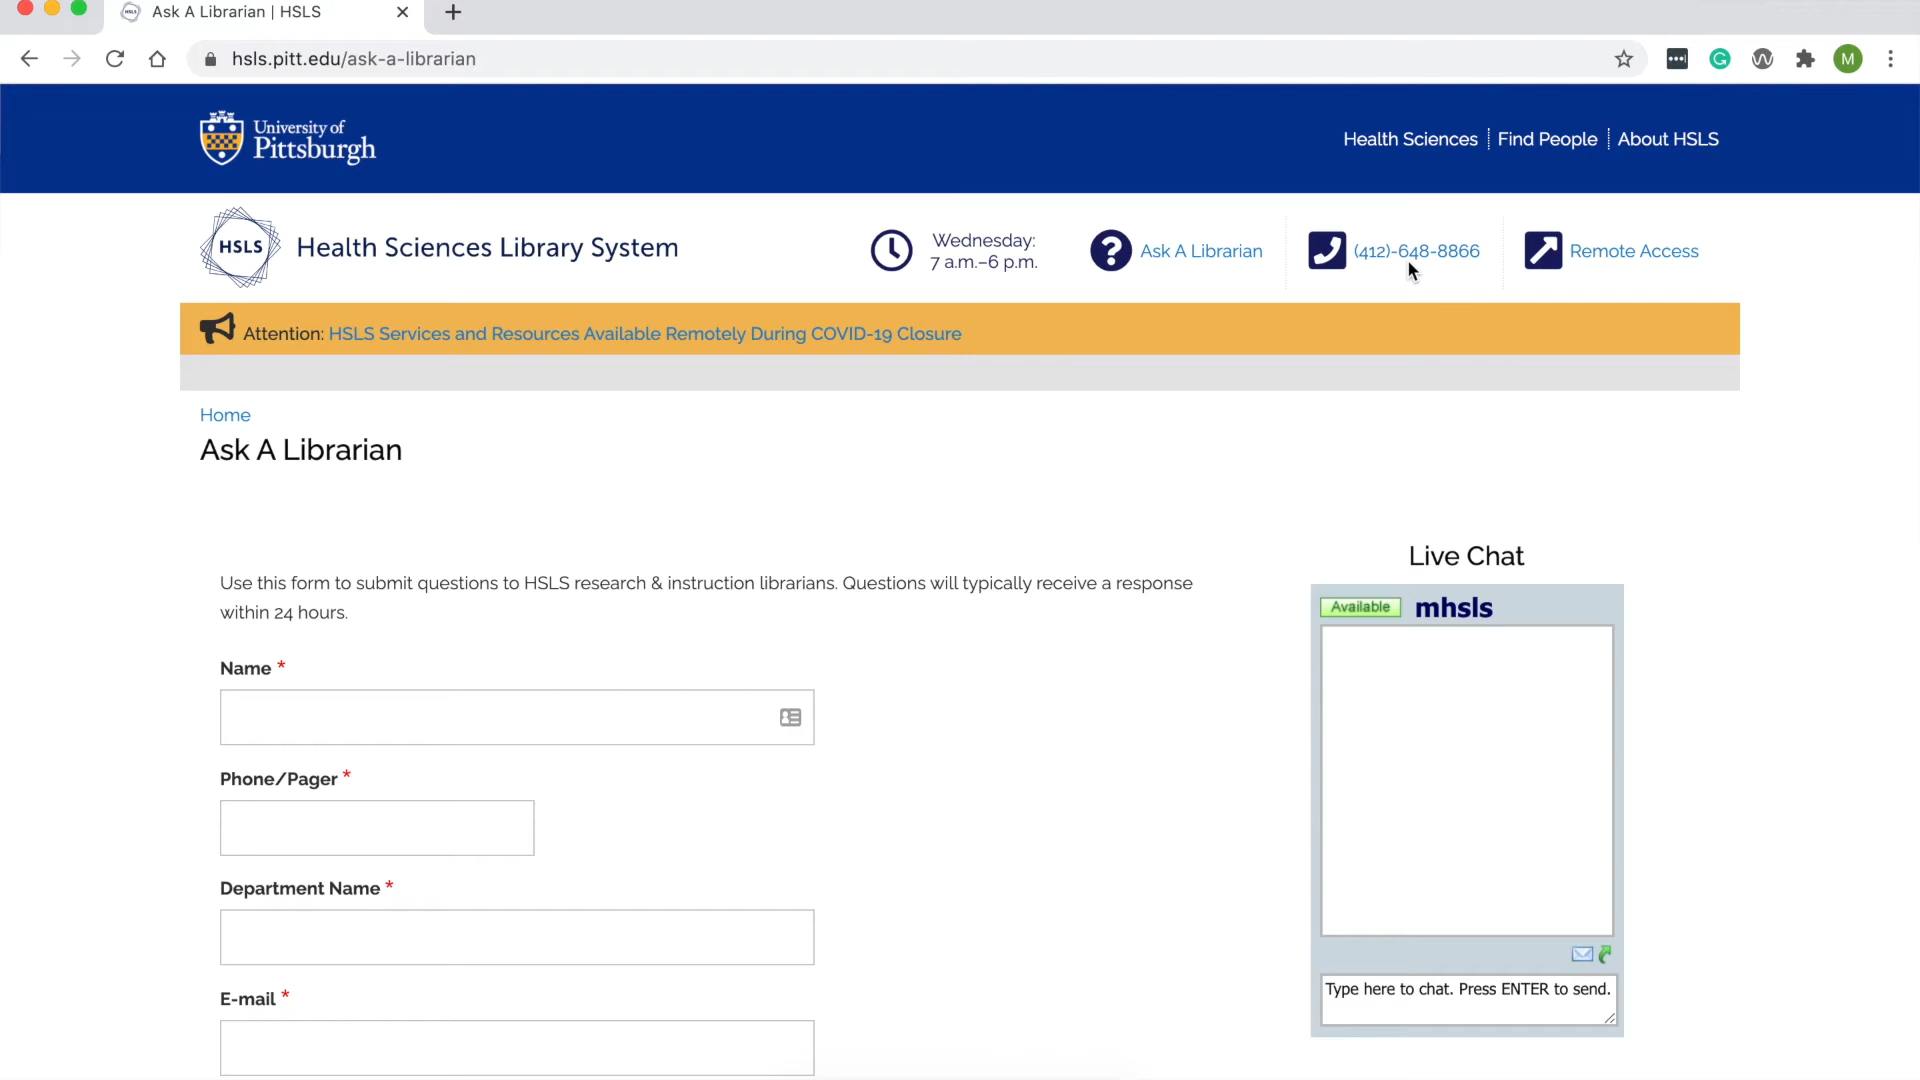 Ask A Librarian | HSLS
hsls.pitt.edu/ask-a-librarian
M
University of
Pittsburgh
Health Sciences
Find People
About HSLS
HSLS
Health Sciences Library System
Wednesday:
7 a.m.–6 p.m.
Ask A Librarian
(412)-648-8866
Remote Access
Attention: HSLS Services and Resources Available Remotely During COVID-19 Closure
Home
Ask A Librarian
Use this form to submit questions to HSLS research & instruction librarians. Questions will typically receive a response
within 24 hours.
Name *
Phone/Pager *
Department Name *
E-mail *
Live Chat
Available mhsls
Type here to chat. Press ENTER to send.